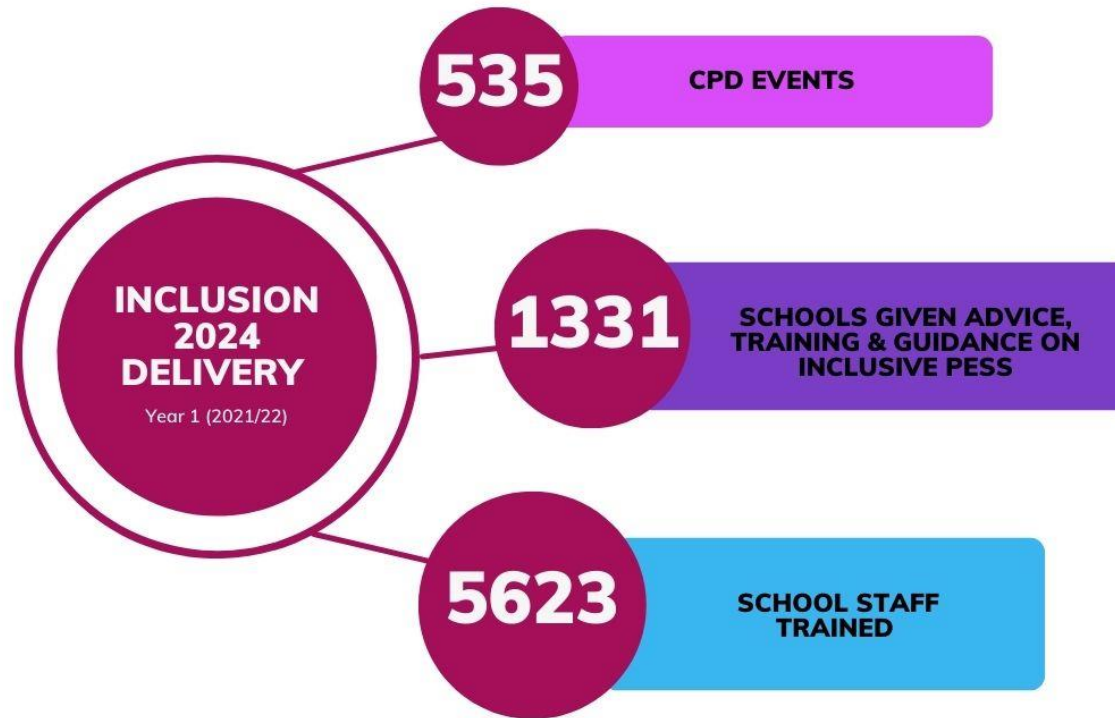 INCLUSION
2024
DELIVERY
Year 1 (2021/22)
535
CPD EVENTS
1331
SCHOOLS GIVEN ADVICE,
TRAINING & GUIDANCE ON
INCLUSIVE PESS
5623
SCHOOL STAFF
TRAINED